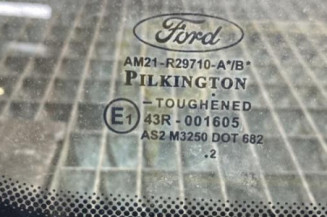 Ford
AM21-R29710-A*/B*
PILKINGTON
-TOUGHENED
E1 43R-001605
AS2 M3250 DOT 682
.2